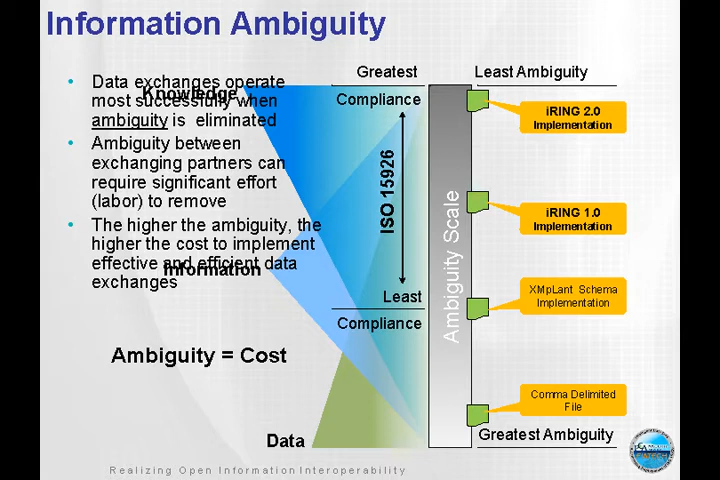 Information Ambiguity
• Data exchanges operate
most successfully when
ambiguity is eliminated
• Ambiguity between
exchanging partners can
require significant effort
(labor) to remove
• The higher the ambiguity, the
higher the cost to implement
effective and efficient data
exchanges
Knowledge
Information
Ambiguity = Cost
Data
Greatest
Compliance
ISO 15926
Least
Compliance
Ambiguity Scale
Least Ambiguity
iRING 2.0
Implementation
iRING 1.0
Implementation
XMpLant Schema
Implementation
Comma Delimited
File
Greatest Ambiguity
Realizing Open Information Interoperability